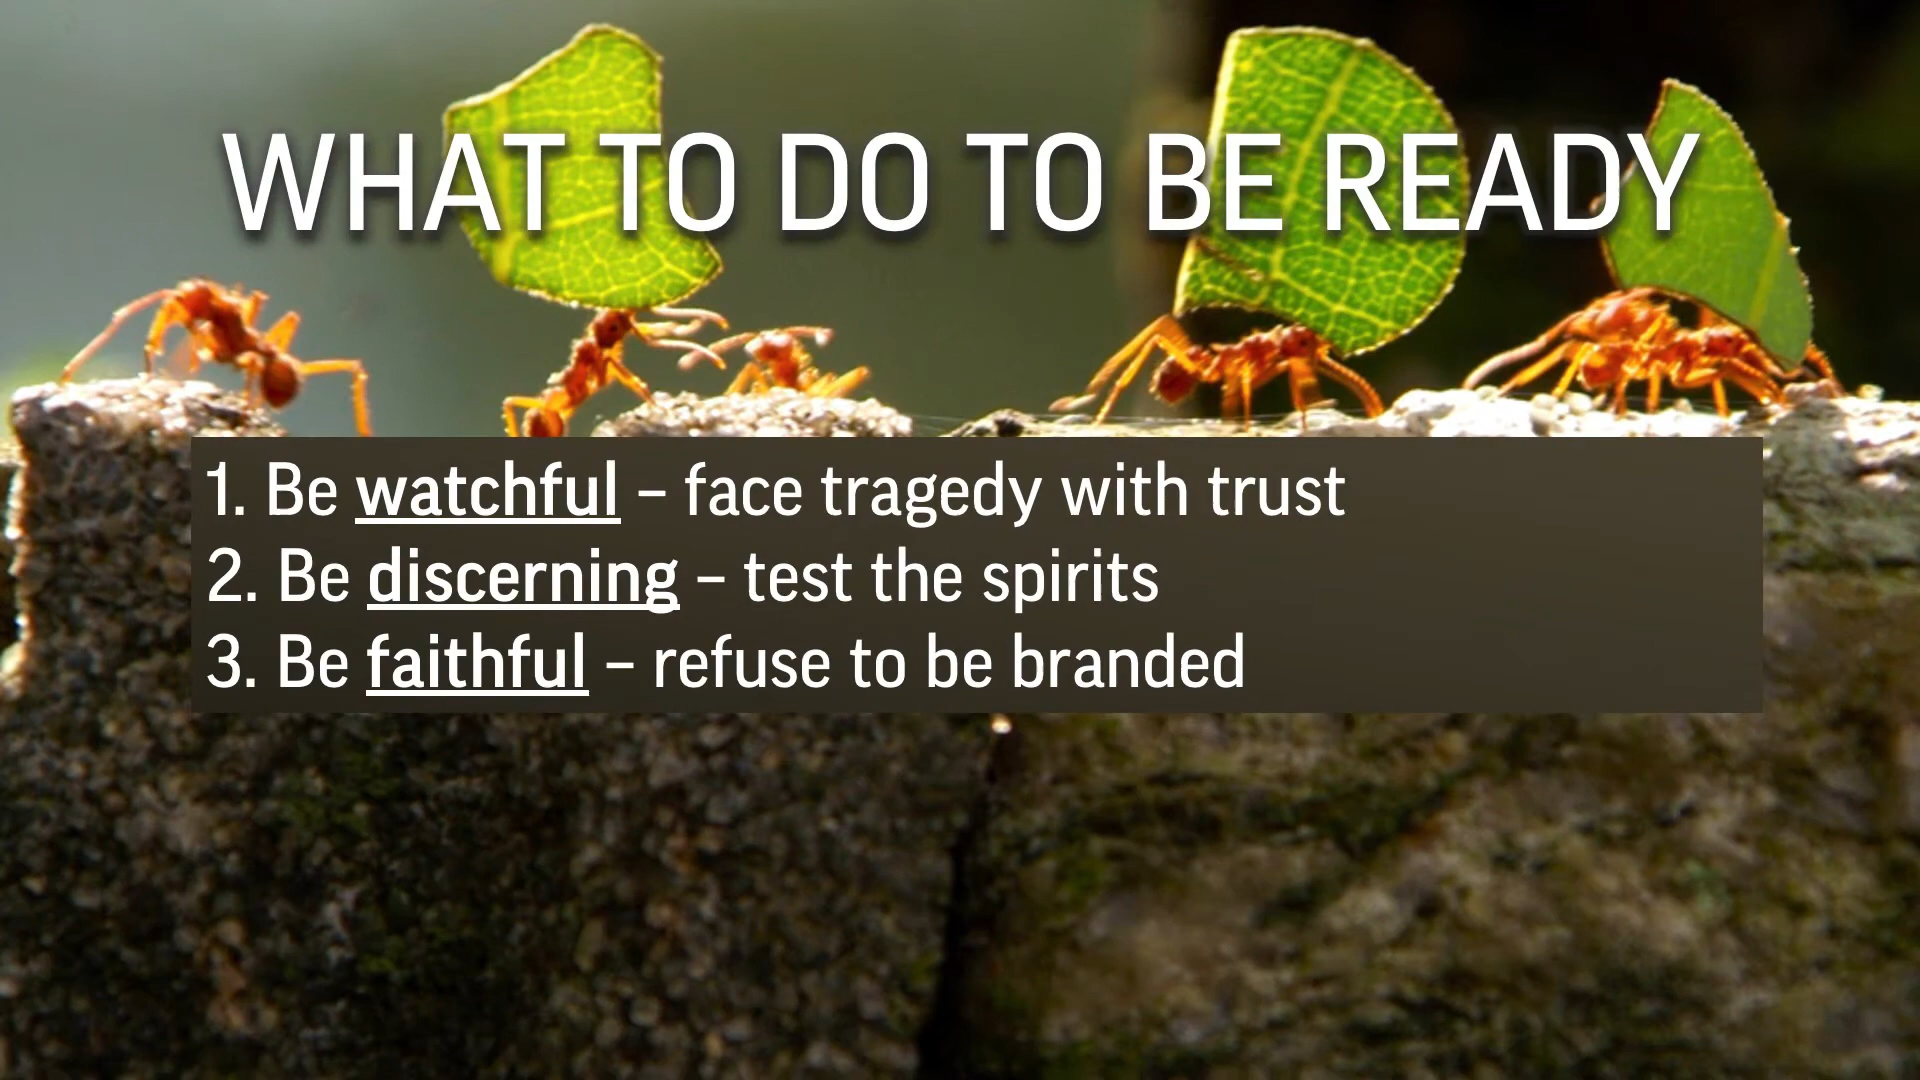 WHAT TO DO TO BE READY
1. Be watchful – face tragedy with trust
2. Be discerning – test the spirits
3. Be faithful – refuse to be branded